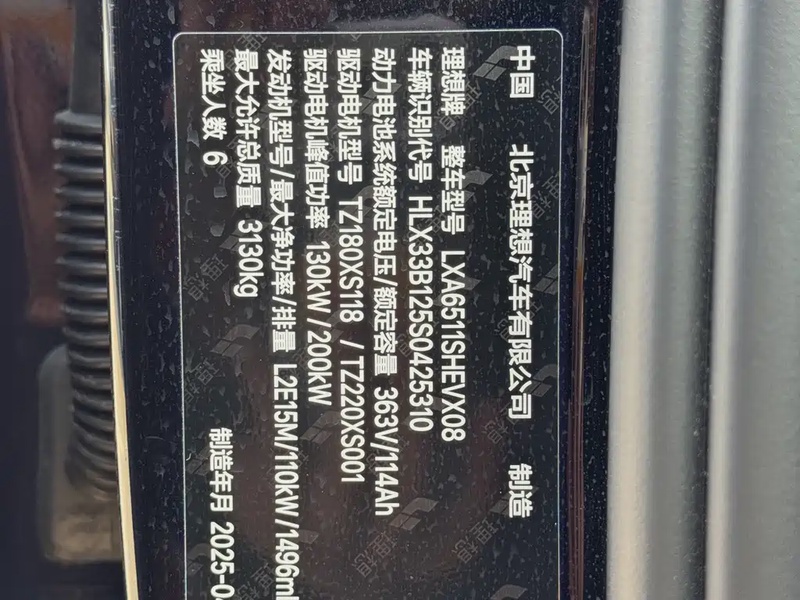 中国 北京理想汽车有限公司 制造
理想牌 整车型号 LXA6511SHEVX08
车辆识别代号 HLX33B125S0425310
动力电池系统额定电压/额定容量 363V/114Ah
驱动电机型号 TZ180XS118 / TZ220XS001
驱动电机峰值功率 130kW/200kW
发动机型号/最大净功率/排量 L2E15M/110kW/1496ml
最大允许总质量 3130kg
乘坐人数 6 制造年月 2025-0